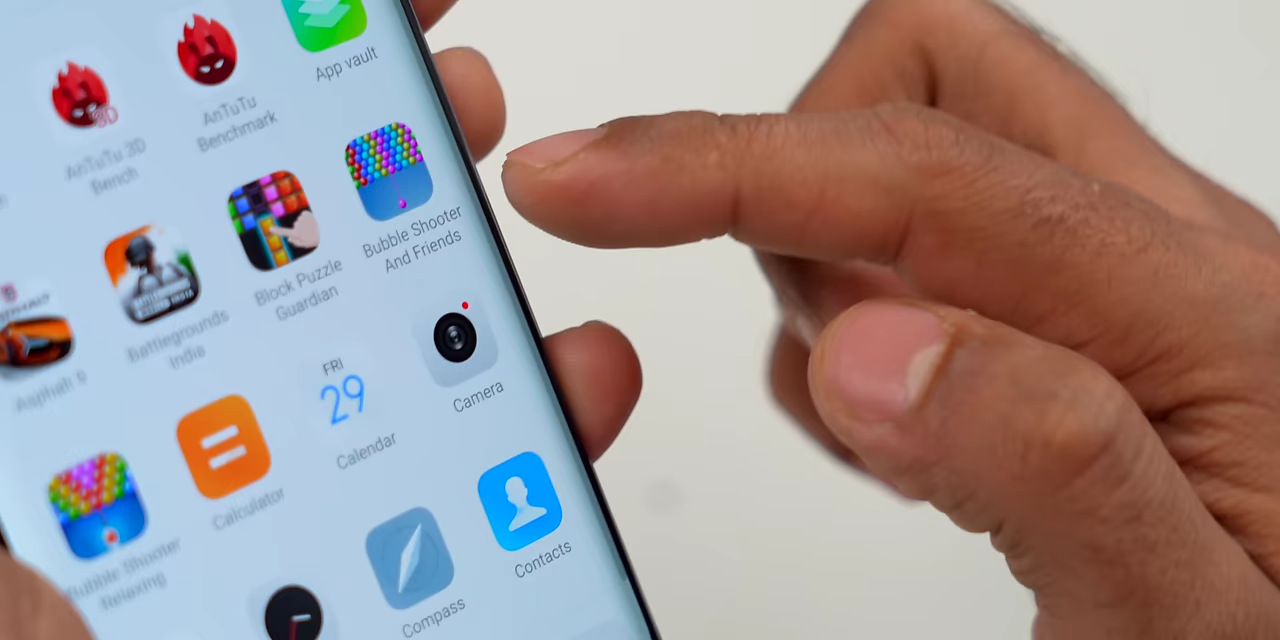 App vault
AnTuTu
Benchmark
AnTuTu 3D
Bench
3D
Bubble Shooter
And Friends
Block Puzzle
Guardian
Battlegrounds
India
Asphalt
FRI
29
Camera
Calendar
Calculator
Bubble Shooter
Relaxing
Contacts
Compass